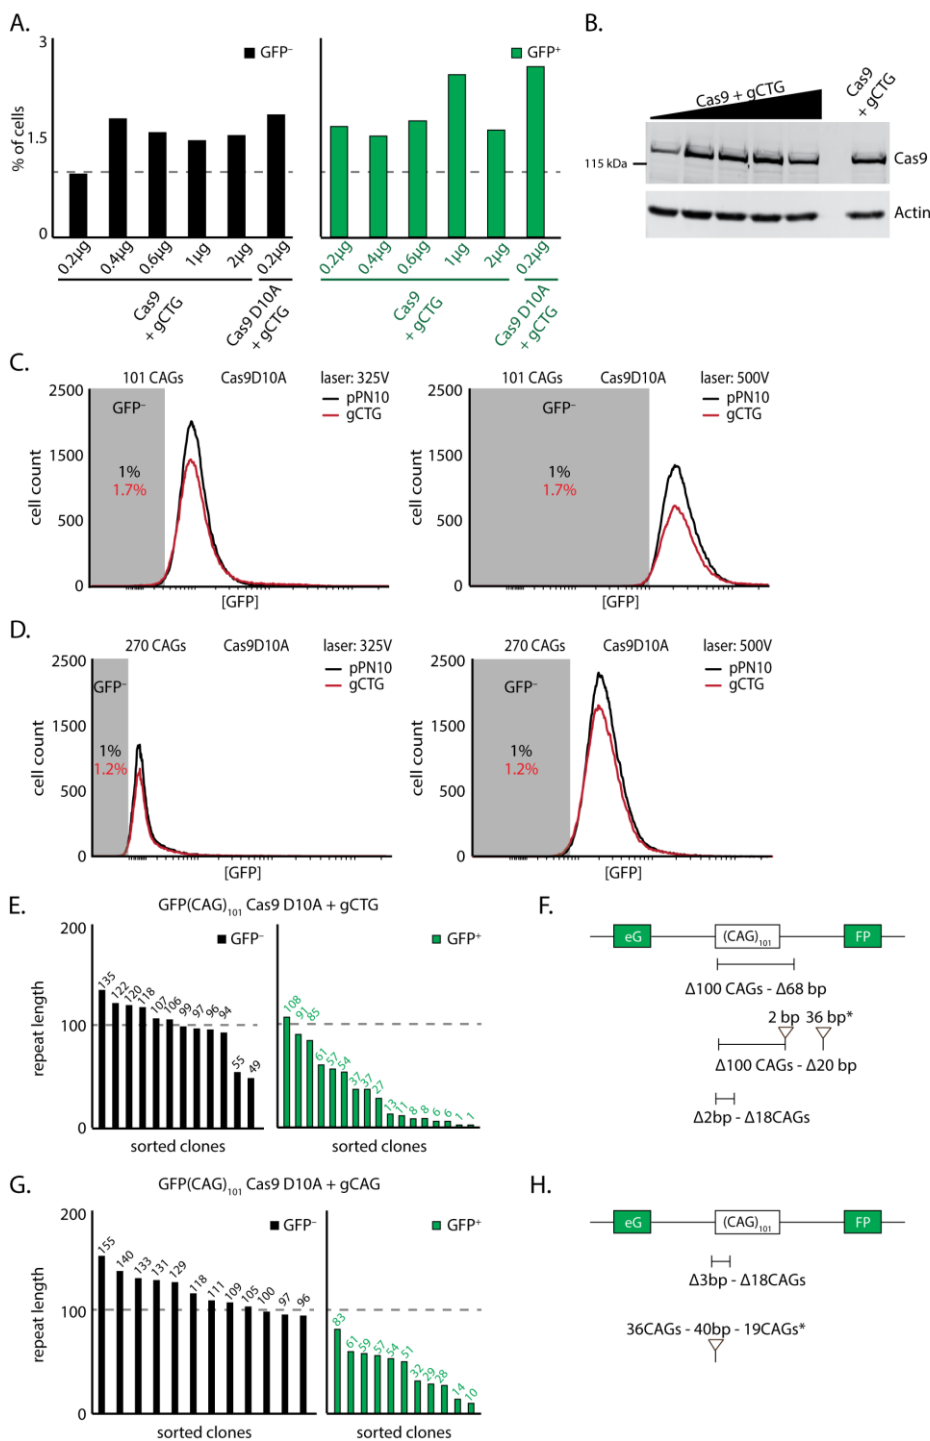 A.
3
1.5
0
% of cells
GFP⁻
GFP⁺
0.2µg
0.4µg
0.6µg
1µg
2µg
0.2µg
Cas9
+ gCTG
Cas9 D10A
+ gCTG
0.2µg
0.4µg
0.6µg
1µg
2µg
0.2µg
Cas9
+ gCTG
Cas9 D10A
+ gCTG
B.
Cas9 + gCTG
Cas9
+ gCTG
115 kDa
Cas9
Actin
C.
101 CAGs Cas9D10A laser: 325V
2500
1500
500
0
cell count
GFP⁻
1%
1.7%
pPN10
gCTG
[GFP]
101 CAGs Cas9D10A laser: 500V
2500
1500
500
0
cell count
GFP⁻
1%
1.7%
pPN10
gCTG
[GFP]
D.
270 CAGs Cas9D10A laser: 325V
2500
1500
500
0
cell count
GFP⁻
1%
1.2%
pPN10
gCTG
[GFP]
270 CAGs Cas9D10A laser: 500V
2500
1500
500
0
cell count
GFP⁻
1%
1.2%
pPN10
gCTG
[GFP]
E.
GFP(CAG)₁₀₁ Cas9 D10A + gCTG
200
100
0
repeat length
GFP⁻
135 122 120 118 107 106 99 97 96 94 55 49
sorted clones
GFP⁺
108 91 85 61 57 54 37 37 27 13 11 8 8 6 6 1 1
sorted clones
F.
eG (CAG)₁₀₁ FP
Δ100 CAGs - Δ68 bp
2 bp 36 bp*
Δ100 CAGs - Δ20 bp
Δ2bp - Δ18CAGs
G.
GFP(CAG)₁₀₁ Cas9 D10A + gCAG
200
100
0
repeat length
GFP⁻
155 140 133 131 129 118 111 109 105 100 97 96
sorted clones
GFP⁺
83 61 59 57 54 51 32 29 28 14 10
sorted clones
H.
eG (CAG)₁₀₁ FP
Δ3bp - Δ18CAGs
36CAGs - 40bp - 19CAGs*